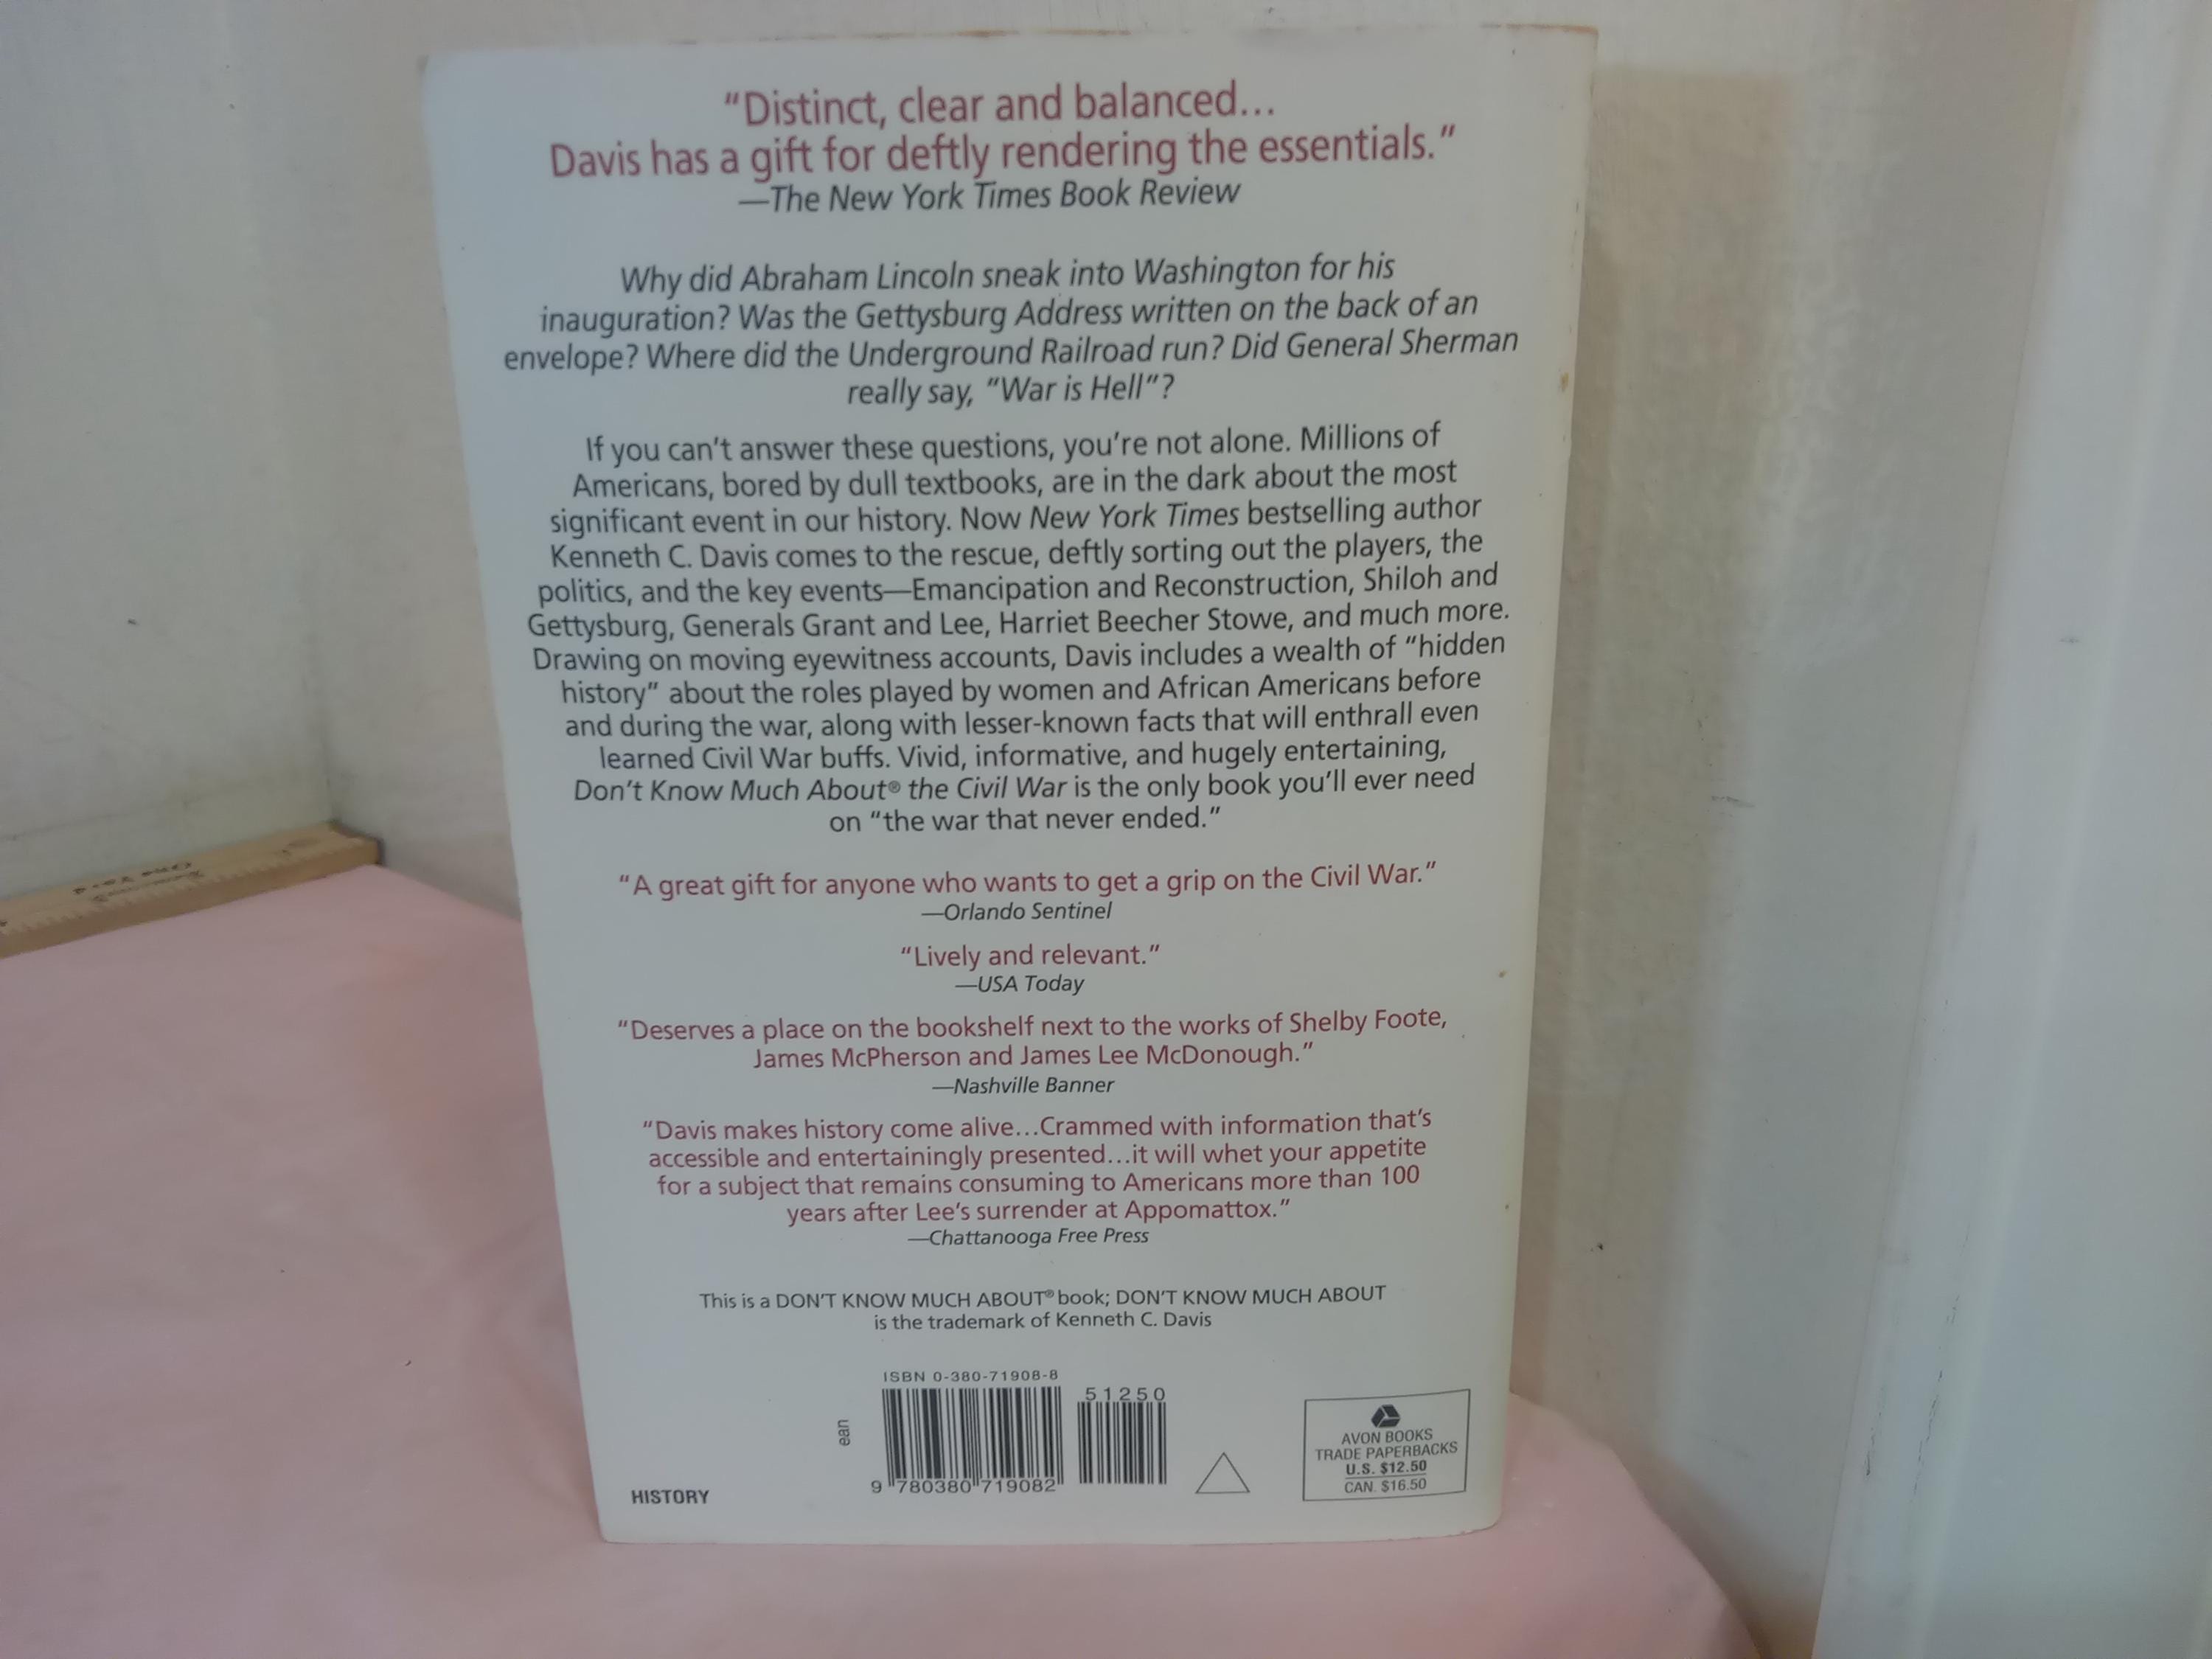 “Distinct, clear and balanced...
Davis has a gift for deftly rendering the essentials.”
—The New York Times Book Review
Why did Abraham Lincoln sneak into Washington for his
inauguration? Was the Gettysburg Address written on the back of an
envelope? Where did the Underground Railroad run? Did General Sherman
really say, “War is Hell”?
If you can’t answer these questions, you’re not alone. Millions of
Americans, bored by dull textbooks, are in the dark about the most
significant event in our history. Now New York Times bestselling author
Kenneth C. Davis comes to the rescue, deftly sorting out the players, the
politics, and the key events—Emancipation and Reconstruction, Shiloh and
Gettysburg, Generals Grant and Lee, Harriet Beecher Stowe, and much more.
Drawing on moving eyewitness accounts, Davis includes a wealth of “hidden
history” about the roles played by women and African Americans before
and during the war, along with lesser-known facts that will enthrall even
learned Civil War buffs. Vivid, informative, and hugely entertaining,
Don’t Know Much About® the Civil War is the only book you’ll ever need
on “the war that never ended.”
“A great gift for anyone who wants to get a grip on the Civil War.”
—Orlando Sentinel
“Lively and relevant.”
—USA Today
“Deserves a place on the bookshelf next to the works of Shelby Foote,
James McPherson and James Lee McDonough.”
—Nashville Banner
“Davis makes history come alive...Crammed with information that’s
accessible and entertainingly presented...it will whet your appetite
for a subject that remains consuming to Americans more than 100
years after Lee’s surrender at Appomattox.”
—Chattanooga Free Press
This is a DON’T KNOW MUCH ABOUT® book; DON’T KNOW MUCH ABOUT
is the trademark of Kenneth C. Davis
ISBN 0-380-71908-8
51250
ean
9 780380 719082
HISTORY
AVON BOOKS
TRADE PAPERBACKS
U.S. $12.50
CAN. $16.50